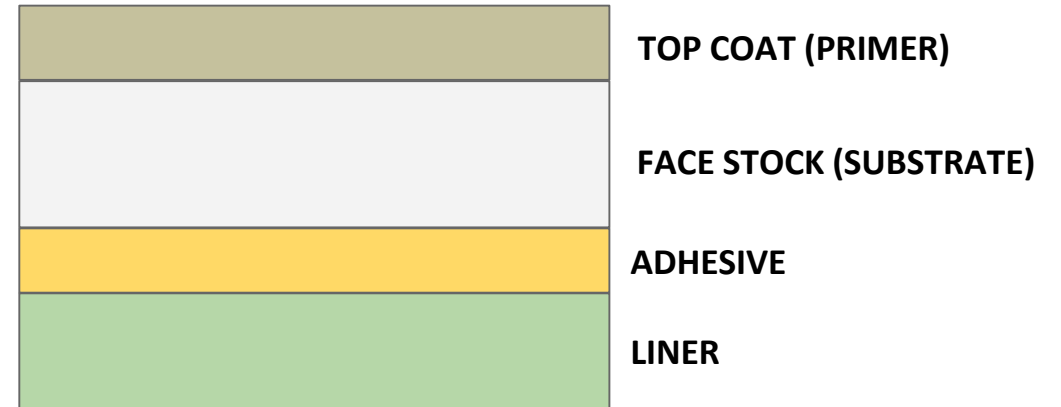 TOP COAT (PRIMER)
FACE STOCK (SUBSTRATE)
ADHESIVE
LINER